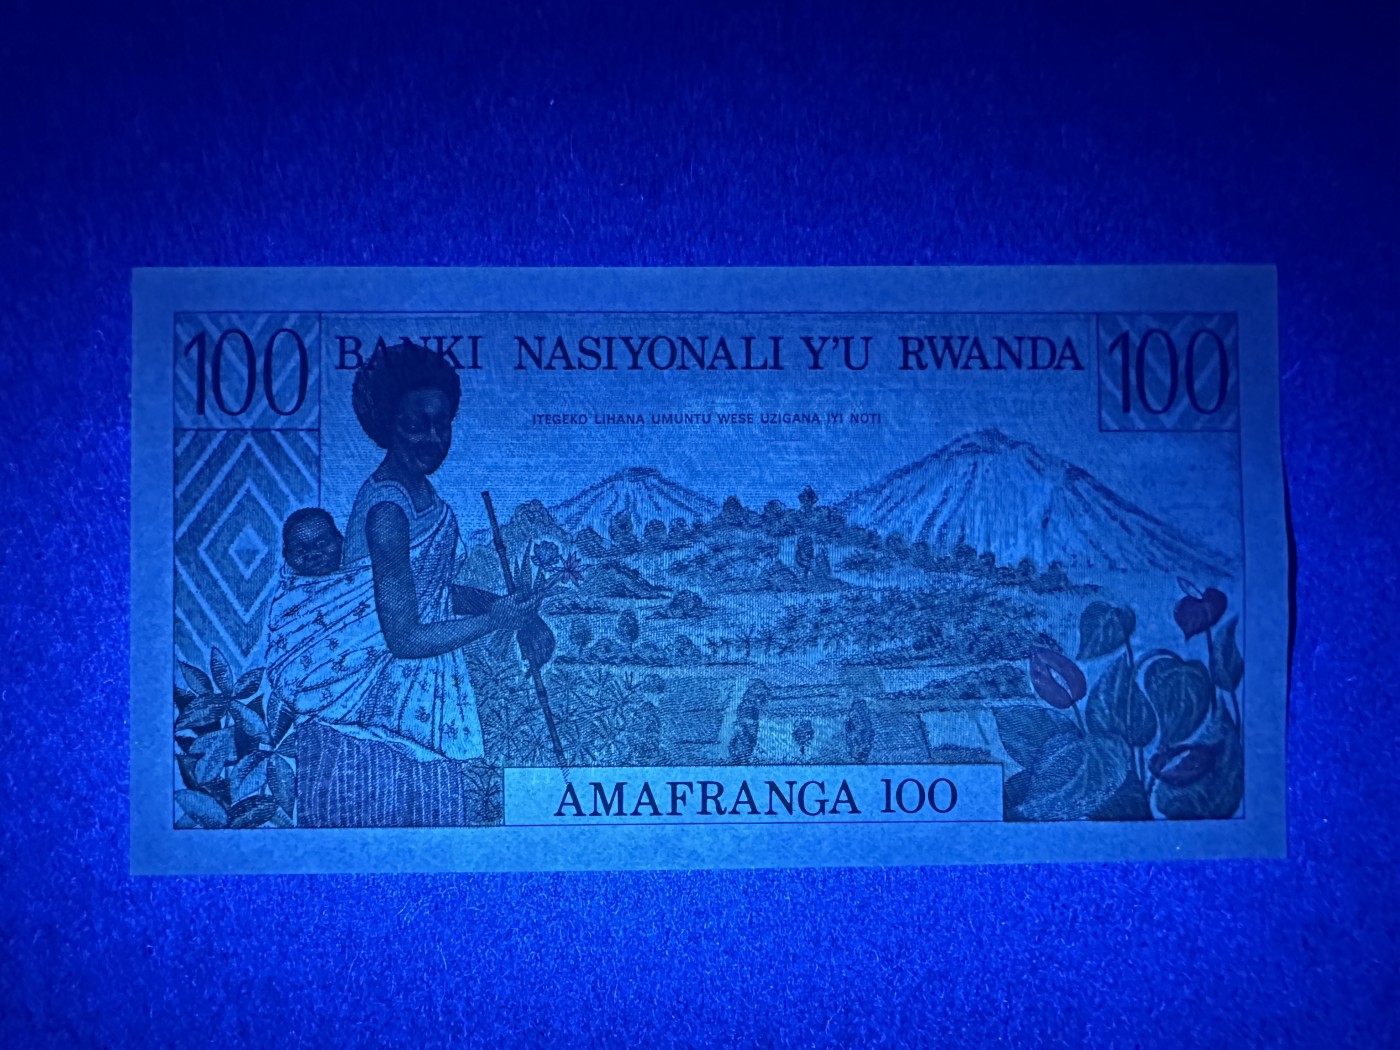 100 BANKI NASIYONALI Y'U RWANDA 100
ITEGEKO LIHANA UMUNTU WESE UZIGANA IYI NOTI
AMAFRANGA 100